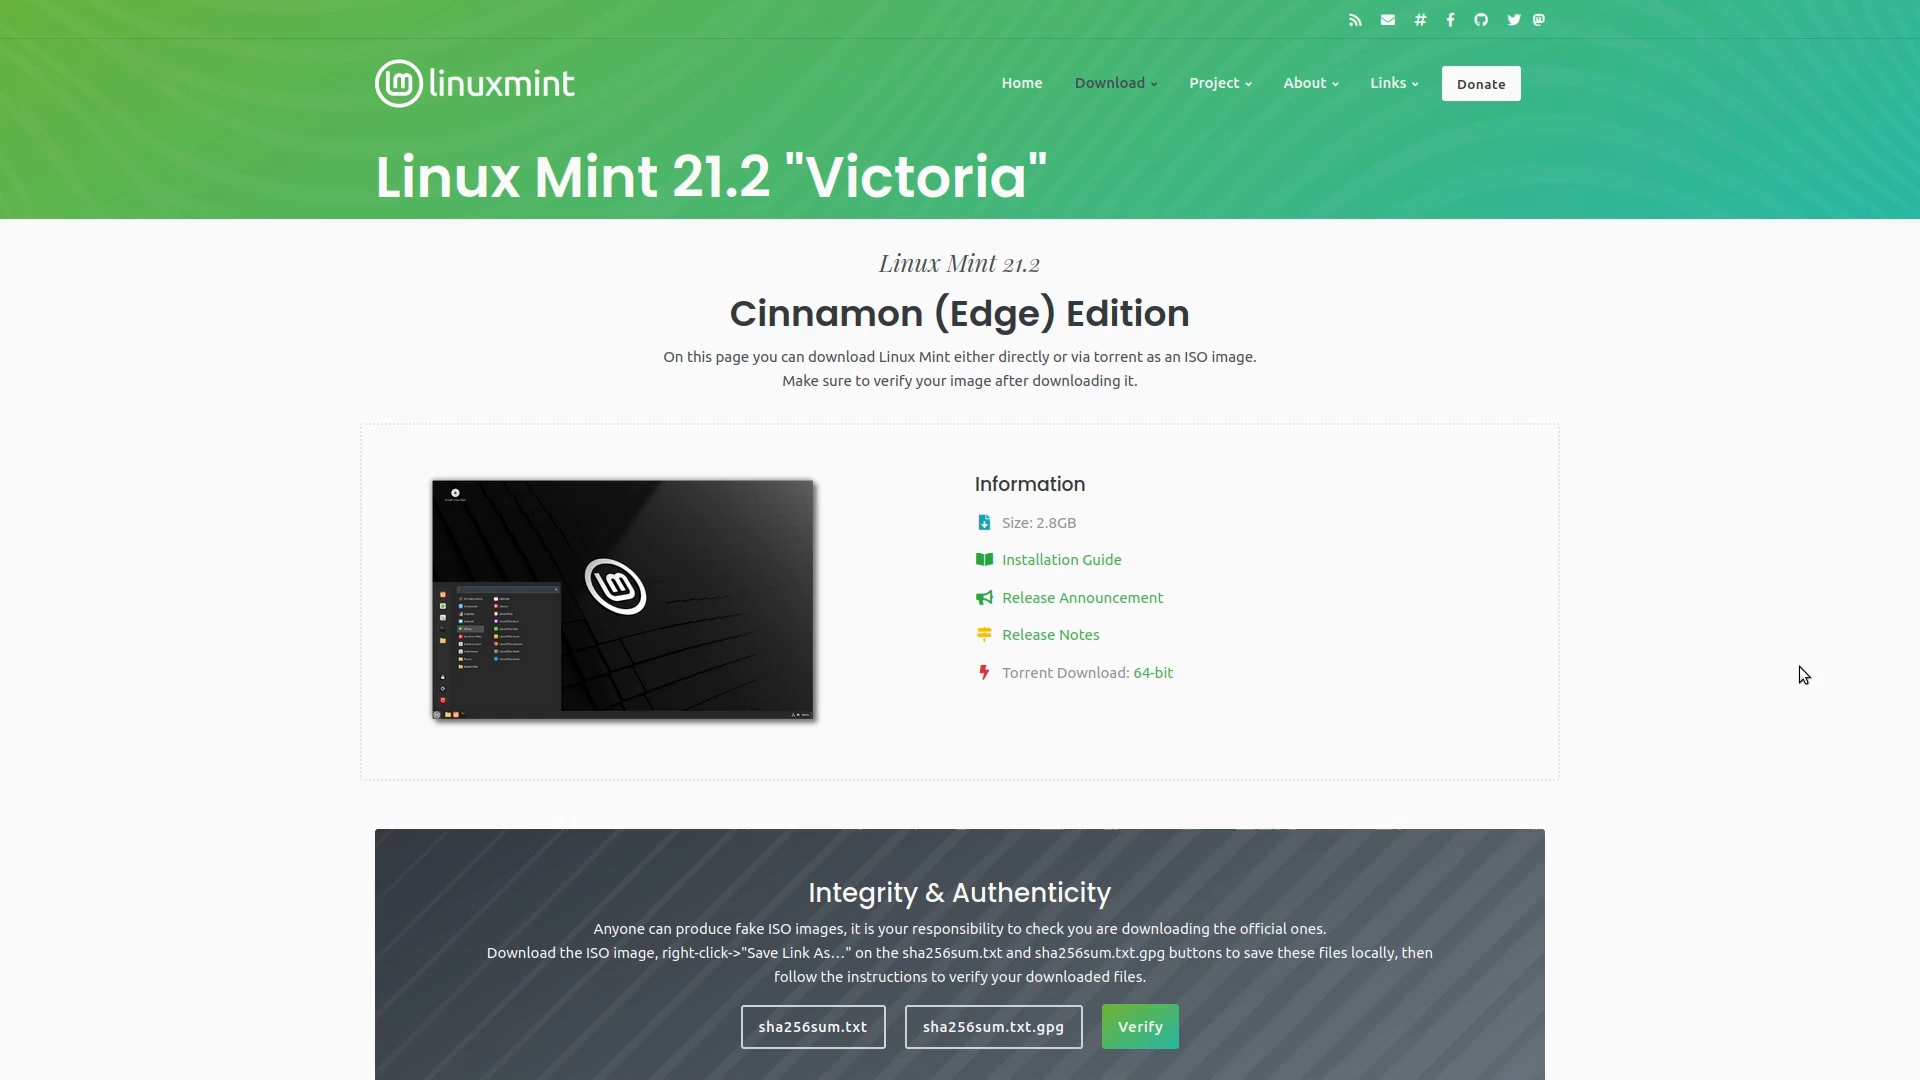 linuxmint
Home
Download
Project
About
Links
Donate
Linux Mint 21.2 "Victoria"
Linux Mint 21.2
Cinnamon (Edge) Edition
On this page you can download Linux Mint either directly or via torrent as an ISO image.
Make sure to verify your image after downloading it.
Information
Size: 2.8GB
Installation Guide
Release Announcement
Release Notes
Torrent Download: 64-bit
Integrity & Authenticity
Anyone can produce fake ISO images, it is your responsibility to check you are downloading the official ones.
Download the ISO image, right-click->"Save Link As..." on the sha256sum.txt and sha256sum.txt.gpg buttons to save these files locally, then
follow the instructions to verify your downloaded files.
sha256sum.txt
sha256sum.txt.gpg
Verify